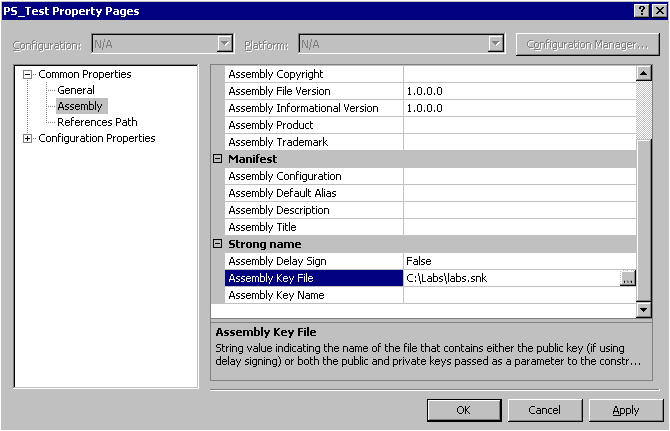 PS_Test Property Pages
Configuration: N/A Platform: N/A Configuration Manager...
Common Properties
General
Assembly
References Path
Configuration Properties
Assembly Copyright
Assembly File Version 1.0.0.0
Assembly Informational Version 1.0.0.0
Assembly Product
Assembly Trademark
Manifest
Assembly Configuration
Assembly Default Alias
Assembly Description
Assembly Title
Strong name
Assembly Delay Sign False
Assembly Key File C:\Labs\labs.snk ...
Assembly Key Name
Assembly Key File
String value indicating the name of the file that contains either the public key (if using
delay signing) or both the public and private keys passed as a parameter to the constr...
OK Cancel Apply